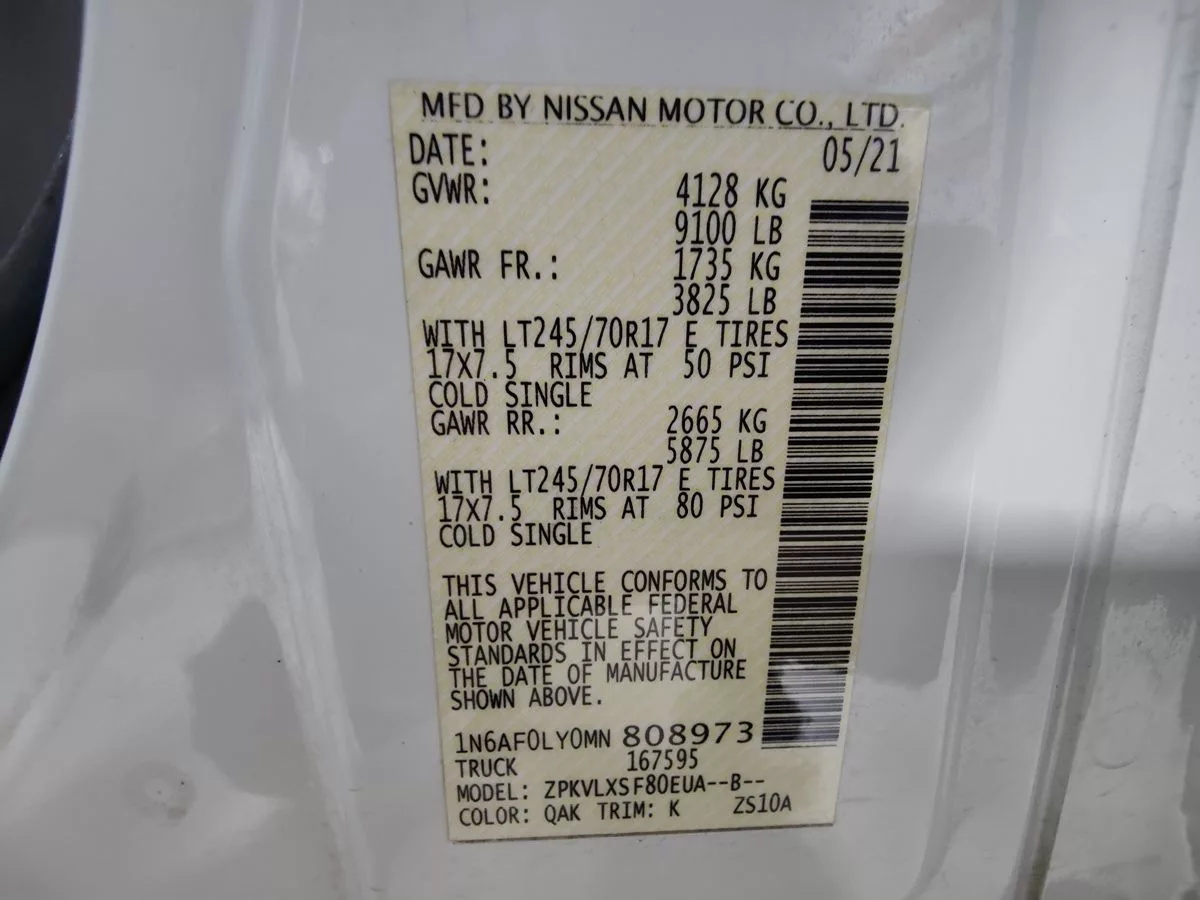 MFD BY NISSAN MOTOR CO., LTD.
DATE: 05/21
GVWR: 4128 KG
9100 LB
GAWR FR.: 1735 KG
3825 LB
WITH LT245/70R17 E TIRES
17X7.5 RIMS AT 50 PSI
COLD SINGLE
GAWR RR.: 2665 KG
5875 LB
WITH LT245/70R17 E TIRES
17X7.5 RIMS AT 80 PSI
COLD SINGLE
THIS VEHICLE CONFORMS TO
ALL APPLICABLE FEDERAL
MOTOR VEHICLE SAFETY
STANDARDS IN EFFECT ON
THE DATE OF MANUFACTURE
SHOWN ABOVE.
1N6AF0LY0MN 808973
TRUCK 167595
MODEL: ZPKVLXSF80EUA--B--
COLOR: QAK TRIM: K ZS10A